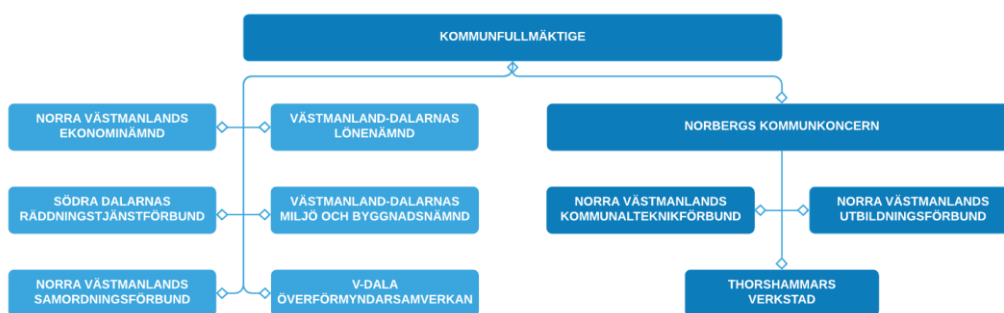 KOMMUNFULLMÄKTIGE
NORRA VÄSTMANLANDS
EKONOMINÄMND
VÄSTMANLAND-DALARNAS
LÖNENÄMND
NORBERGS KOMMUNKONCERN
SÖDRA DALARNAS
RÄDDNINGSTJÄNSTFÖRBUND
VÄSTMANLAND-DALARNAS
MILJÖ OCH BYGGNADSNÄMND
NORRA VÄSTMANLANDS
KOMMUNALTEKNIKFÖRBUND
NORRA VÄSTMANLANDS
UTBILDNINGSFÖRBUND
NORRA VÄSTMANLANDS
SAMORDNINGSFÖRBUND
V-DALA
ÖVERFÖRMYNDARSAMVERKAN
THORSHAMMARS
VERKSTAD